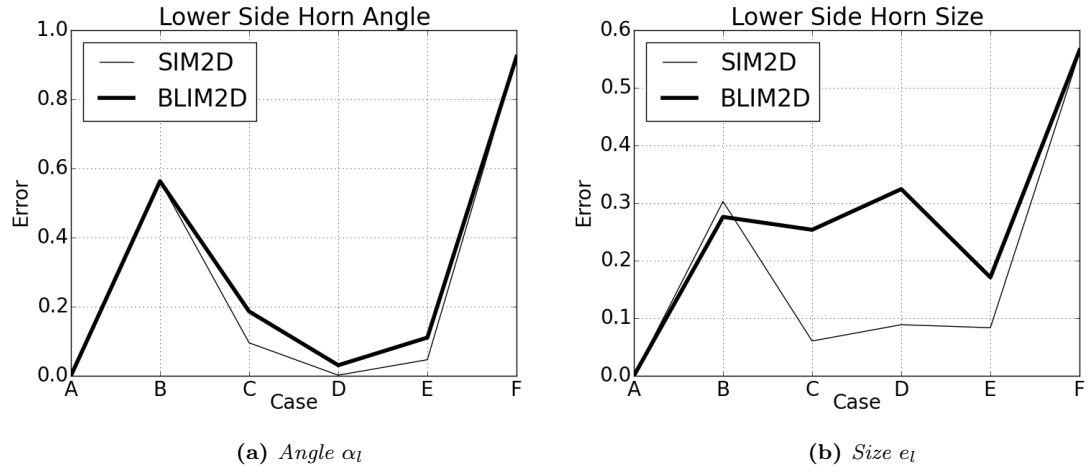 Lower Side Horn Angle
1.0
0.8
0.6
0.4
0.2
0.0
Error
SIM2D
BLIM2D
A B C D E F
Case
(a) Angle αl
Lower Side Horn Size
0.6
0.5
0.4
0.3
0.2
0.1
0.0
Error
SIM2D
BLIM2D
A B C D E F
Case
(b) Size el